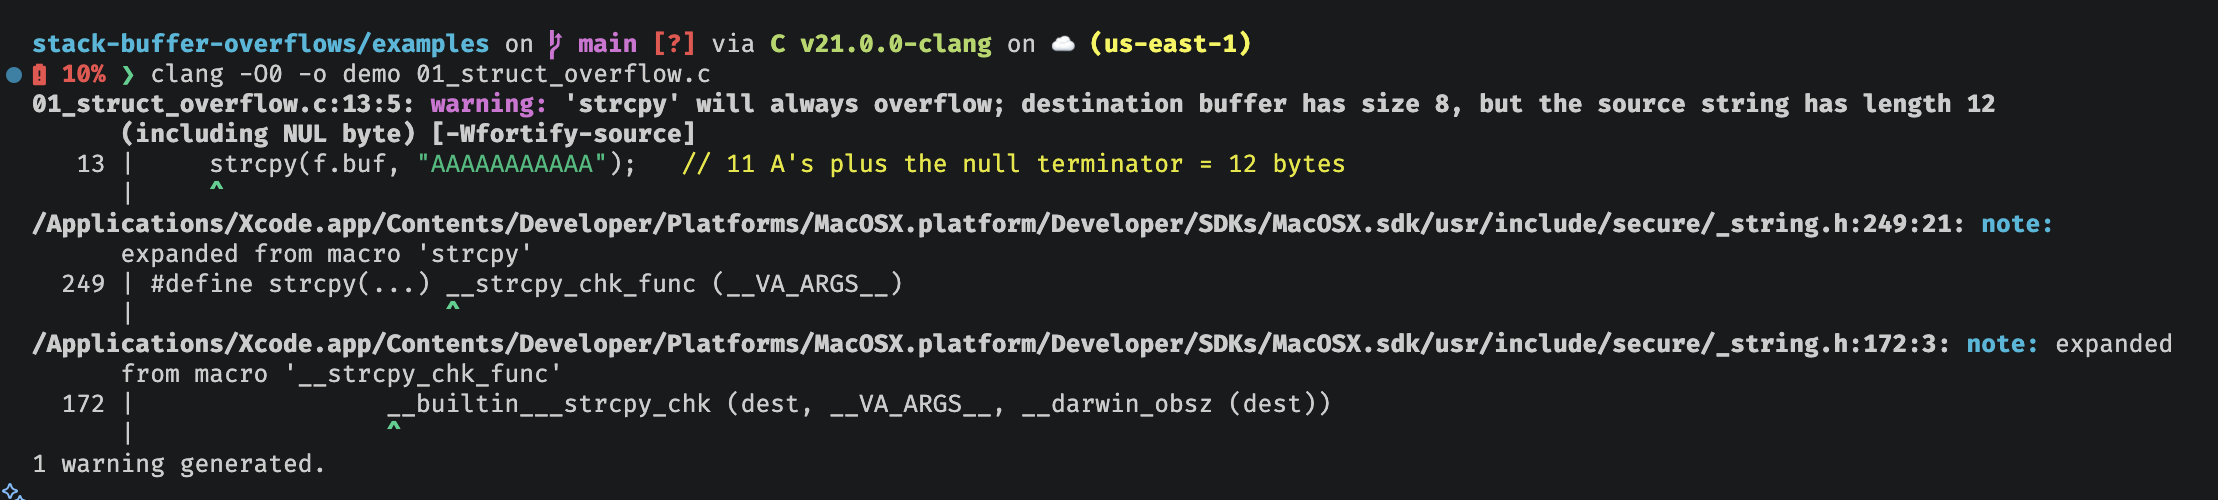 stack-buffer-overflows/examples on main [?] via C v21.0.0-clang on ☁️ (us-east-1)
10% ❯ clang -O0 -o demo 01_struct_overflow.c
01_struct_overflow.c:13:5: warning: 'strcpy' will always overflow; destination buffer has size 8, but the source string has length 12
      (including NUL byte) [-Wfortify-source]
   13 |     strcpy(f.buf, "AAAAAAAAAAA");   // 11 A's plus the null terminator = 12 bytes
      |     ^
/Applications/Xcode.app/Contents/Developer/Platforms/MacOSX.platform/Developer/SDKs/MacOSX.sdk/usr/include/secure/_string.h:249:21: note:
      expanded from macro 'strcpy'
  249 | #define strcpy(...) __strcpy_chk_func (__VA_ARGS__)
      |                     ^
/Applications/Xcode.app/Contents/Developer/Platforms/MacOSX.platform/Developer/SDKs/MacOSX.sdk/usr/include/secure/_string.h:172:3: note: expanded
      from macro '__strcpy_chk_func'
  172 |                 __builtin___strcpy_chk (dest, __VA_ARGS__, __darwin_obsz (dest))
      |                 ^
1 warning generated.